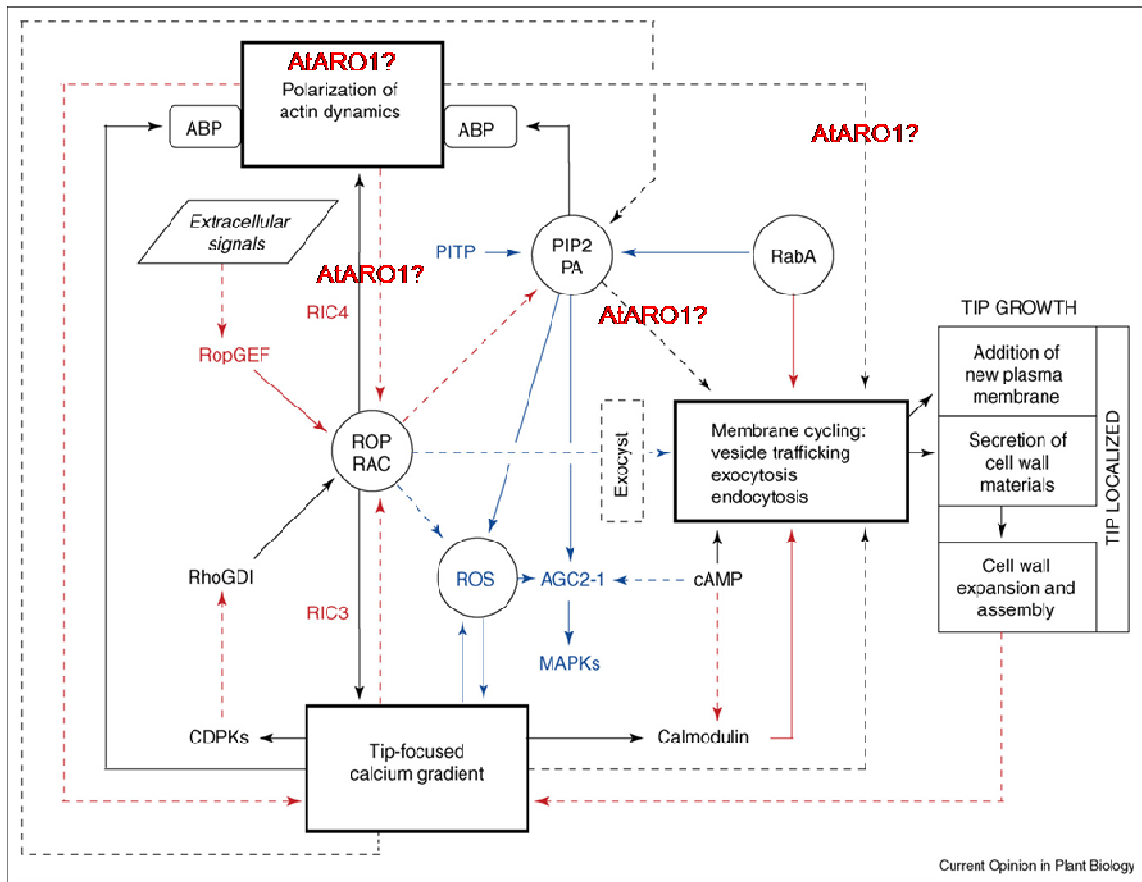 AtARO1?
Polarization of
actin dynamics
ABP
ABP
AtARO1?
Extracellular
signals
PITP
PIP2
PA
RabA
AtARO1?
RIC4
AtARO1?
TIP GROWTH
RopGEF
Addition of
new plasma
membrane
ROP
RAC
Exocyst
Membrane cycling:
vesicle trafficking
exocytosis
endocytosis
Secretion of
cell wall
materials
TIP LOCALIZED
RhoGDI
ROS
AGC2-1
cAMP
Cell wall
expansion and
assembly
RIC3
MAPKs
CDPKs
Tip-focused
calcium gradient
Calmodulin
Current Opinion in Plant Biology